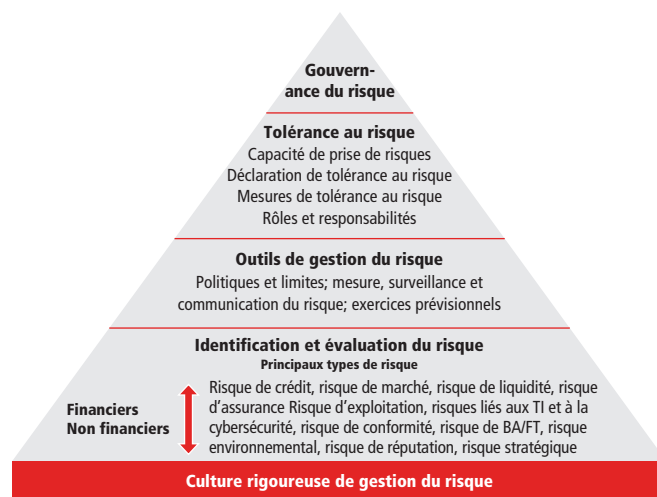 Gouvern-
ance du risque
Tolérance au risque
Capacité de prise de risques
Déclaration de tolérance au risque
Mesures de tolérance au risque
Rôles et responsabilités
Outils de gestion du risque
Politiques et limites; mesure, surveillance et
communication du risque; exercices prévisionnels
Identification et évaluation du risque
Principaux types de risque
Financiers
Non financiers
Risque de crédit, risque de marché, risque de liquidité, risque
d'assurance Risque d'exploitation, risques liés aux TI et à la
cybersécurité, risque de conformité, risque de BA/FT, risque
environnemental, risque de réputation, risque stratégique
Culture rigoureuse de gestion du risque